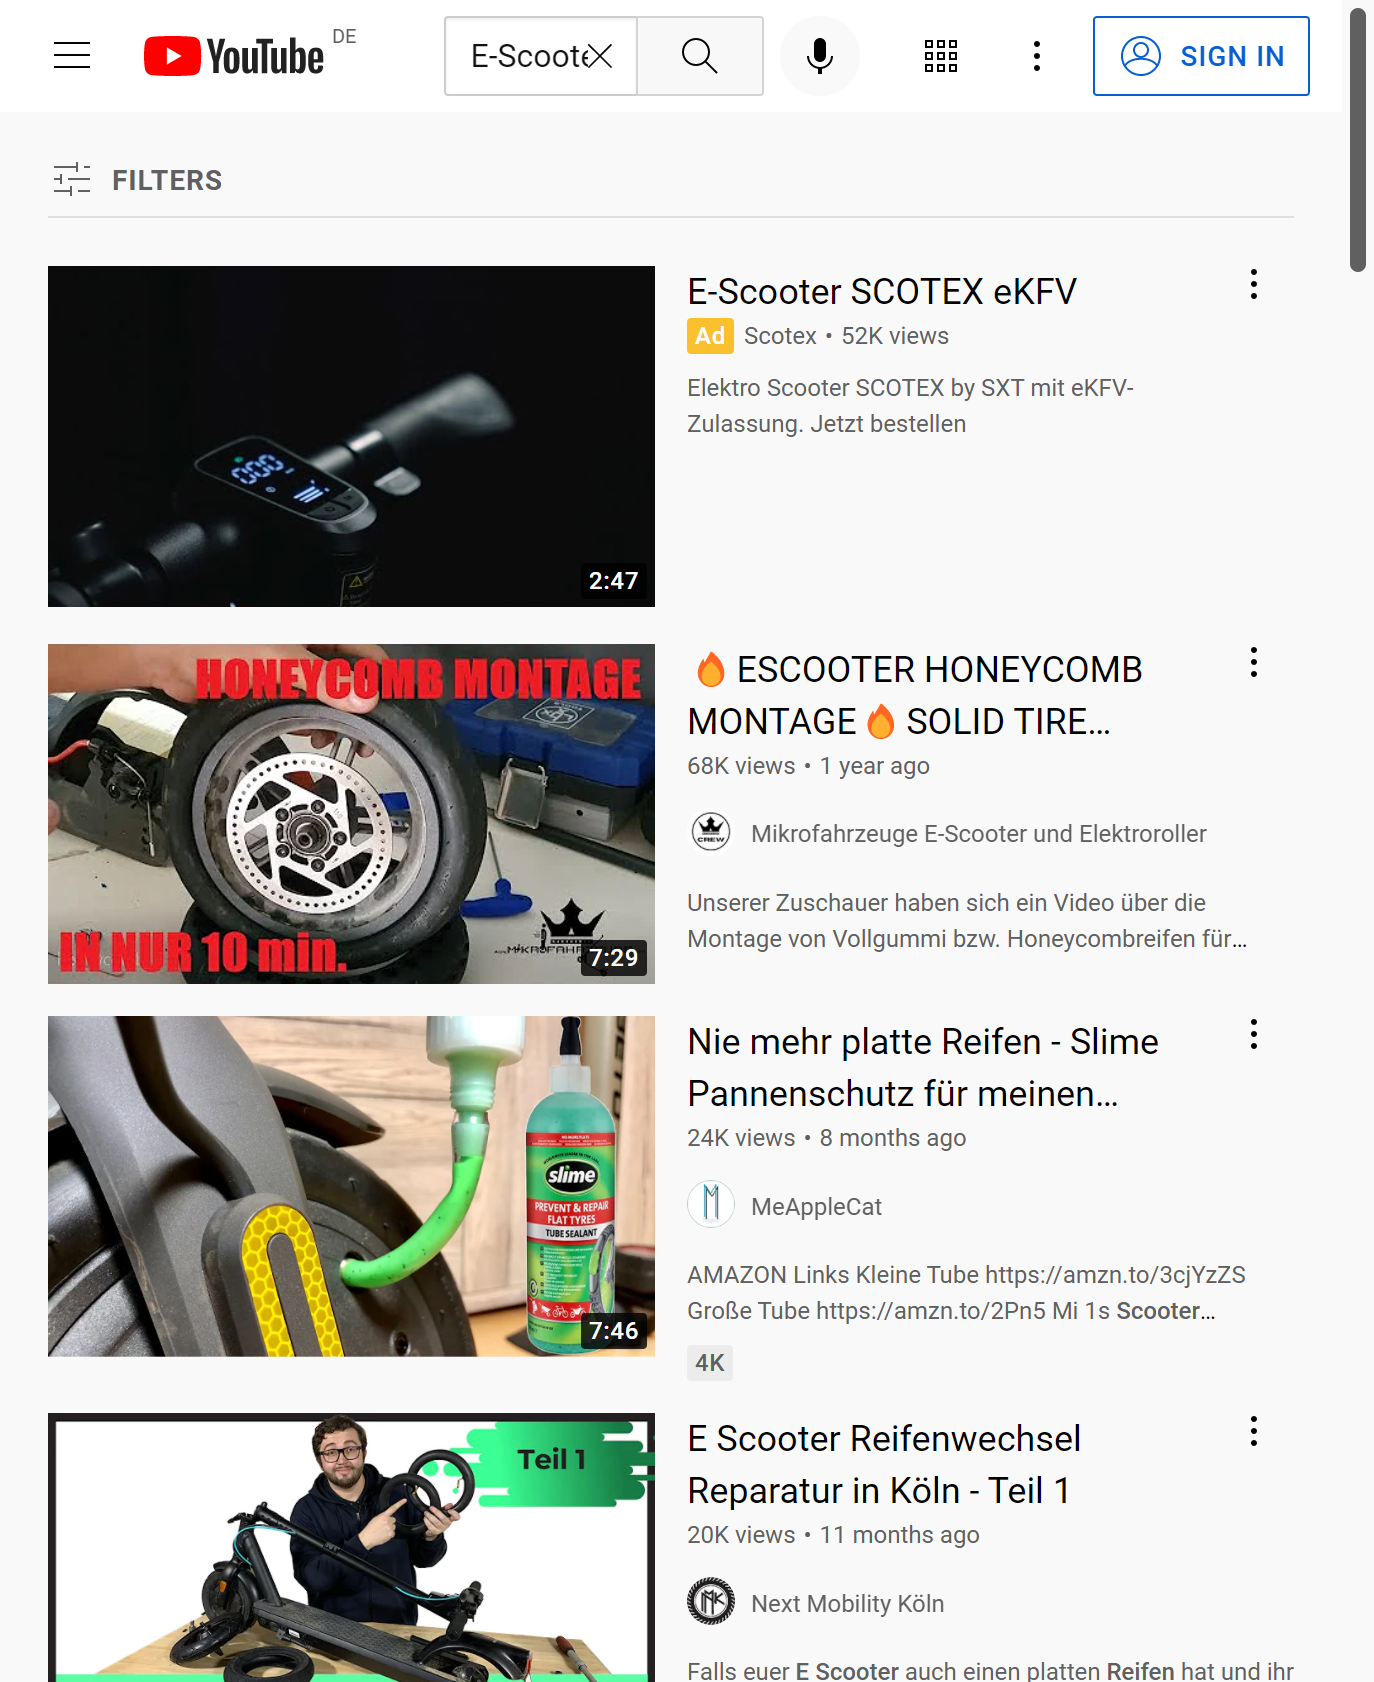 YouTube DE
E-Scoote
SIGN IN
FILTERS
E-Scooter SCOTEX eKFV
Ad Scotex • 52K views
Elektro Scooter SCOTEX by SXT mit eKFV-
Zulassung. Jetzt bestellen
000
2:47
HONEYCOMB MONTAGE
IN NUR 10 min.
7:29
🔥 ESCOOTER HONEYCOMB
MONTAGE🔥 SOLID TIRE...
68K views • 1 year ago
CREW
Mikrofahrzeuge E-Scooter und Elektroroller
Unserer Zuschauer haben sich ein Video über die
Montage von Vollgummi bzw. Honeycombreifen für...
slime
PREVENT & REPAIR
FLAT TYRES
TUBE SEALANT
7:46
Nie mehr platte Reifen - Slime
Pannenschutz für meinen...
24K views • 8 months ago
MeAppleCat
AMAZON Links Kleine Tube https://amzn.to/3cjYzZS
Große Tube https://amzn.to/2Pn5 Mi 1s Scooter...
4K
Teil 1
E Scooter Reifenwechsel
Reparatur in Köln - Teil 1
20K views • 11 months ago
Next Mobility Köln
Falls euer E Scooter auch einen platten Reifen hat und ihr